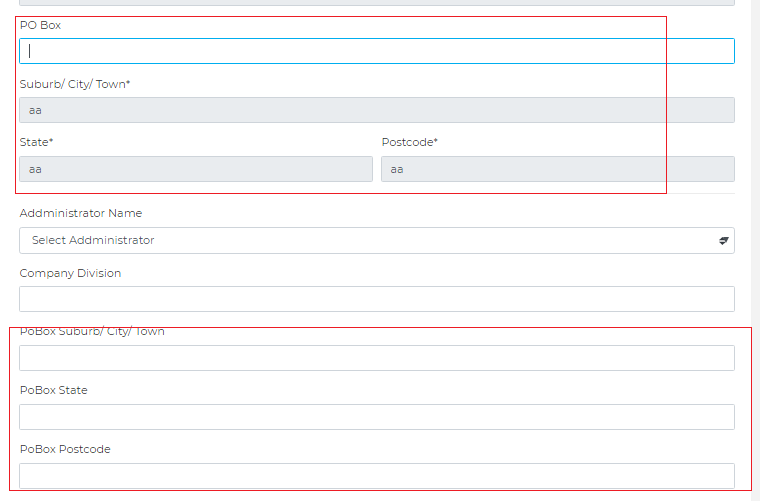 PO Box
Suburb/ City/ Town*
aa
State* Postcode*
aa aa
Addministrator Name
Select Addministrator
Company Division
PoBox Suburb/ City/ Town
PoBox State
PoBox Postcode